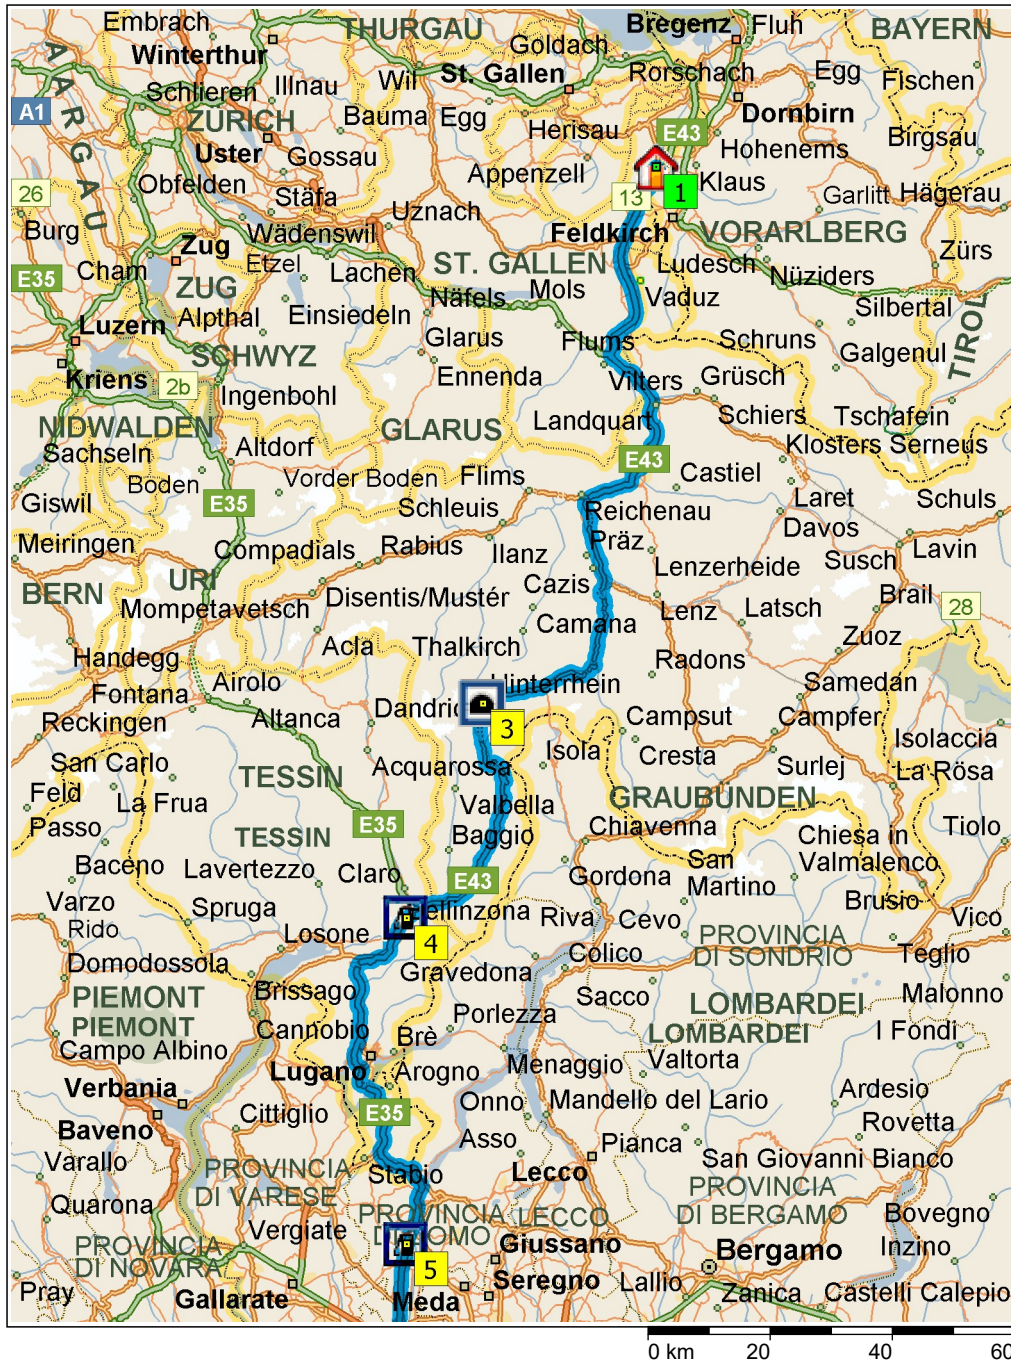 Embrach
THURGAU
Bregenz
Fluh
BAYERN
Winterthur
Goldach
AARGAU
Illnau
Wil
St. Gallen
Rorschach
Egg
Fischen
Schlieren
A1
ZÜRICH
Bauma
Egg
Herisau
Dornbirn
Birgsau
Uster
Gossau
E43
Hohenems
Appenzell
Klaus
Obfelden
Stäfa
26
13
1
Garlitt
Hägerau
Burg
Uznach
Feldkirch
VORARLBERG
Zug
Wädenswil
Zürs
E35
Cham
Etzel
Lachen
ST. GALLEN
Ludesch
Nüziders
ZUG
Näfels
Mols
Vaduz
Silbertal
TIROL
Luzern
Alpthal
Einsiedeln
Glarus
Flums
Schruns
Galgenul
SCHWYZ
Kriens
2b
Ingenbohl
Ennenda
Vilters
Grüsch
NIDWALDEN
GLARUS
Landquart
Schiers
Tschafein
Sachseln
Altdorf
Klosters Serneus
E43
Boden
Vorder Boden
Flims
Castiel
Giswil
E35
Schleuis
Reichenau
Laret
Schuls
Davos
Meiringen
Compadials
Rabius
Ilanz
Präz
Susch
Lavin
BERN
URI
Cazis
Lenzerheide
Mompetavetsch
Disentis/Mustér
Lenz
Latsch
Brail
28
Camana
Acla
Thalkirch
Zuoz
Handegg
Radons
Fontana
Airolo
Hinterrhein
Samedan
Reckingen
Altanca
3
Campsut
Campfer
San Carlo
Isola
Cresta
Isolaccia
TESSIN
Acquarossa
Surlej
La Rösa
Feld
La Frua
Valbella
GRAUBÜNDEN
Passo
TESSIN
E35
Baggio
Chiavenna
Chiesa in
Valmalenco
Tiolo
Baceno
Lavertezzo
Claro
E43
Gordona
San
Martino
Brusio
Varzo
Spruga
Riva
Cevo
Vico
Rido
Losone
4
Colico
PROVINCIA
DI SONDRIO
Teglio
Domodossola
Gravedona
PIEMONT
Brissago
Sacco
LOMBARDEI
Malonno
PIEMONT
Cannobio
Porlezza
LOMBARDEI
I Fondi
Campo Albino
Brè
Menaggio
Valtorta
Verbania
Lugano
Arogno
Ardesio
Cittiglio
E35
Onno
Mandello del Lario
Rovetta
Baveno
Asso
Pianca
Varallo
PROVINCIA
DI VARESE
Stabio
Lecco
San Giovanni Bianco
Quarona
PROVINCIA
LECCO
PROVINCIA
DI BERGAMO
Bovegno
Vergiate
PROVINCIA
DI NOVARA
Giussano
Bergamo
Inzino
5
Pray
Gallarate
Meda
Seregno
Lallio
Zanica
Castelli Calepio
0 km
20
40
60